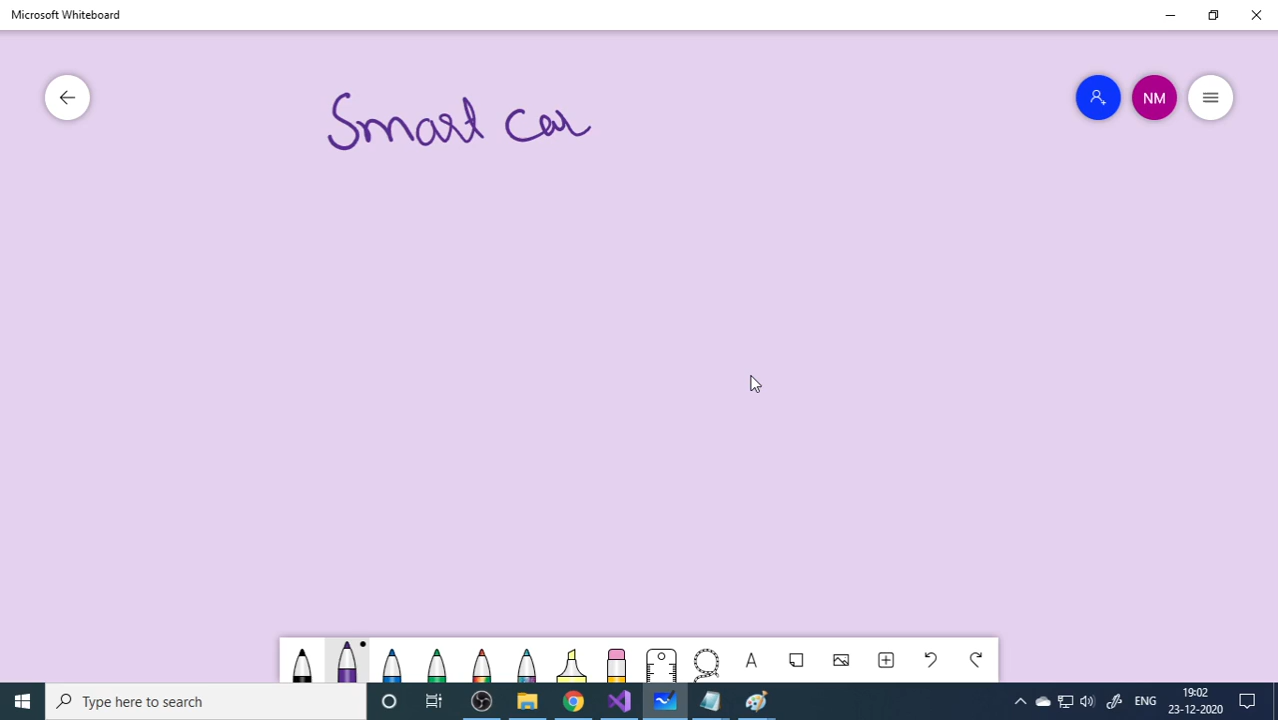 Microsoft Whiteboard
Smart Car
NM
A
Type here to search
ENG
19:02
23-12-2020